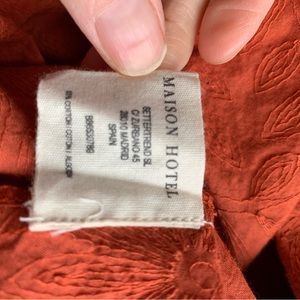 MAISON HOTEL
BETTERTREND SL
C/ ZURBANO 45
28010 MADRID
SPAIN